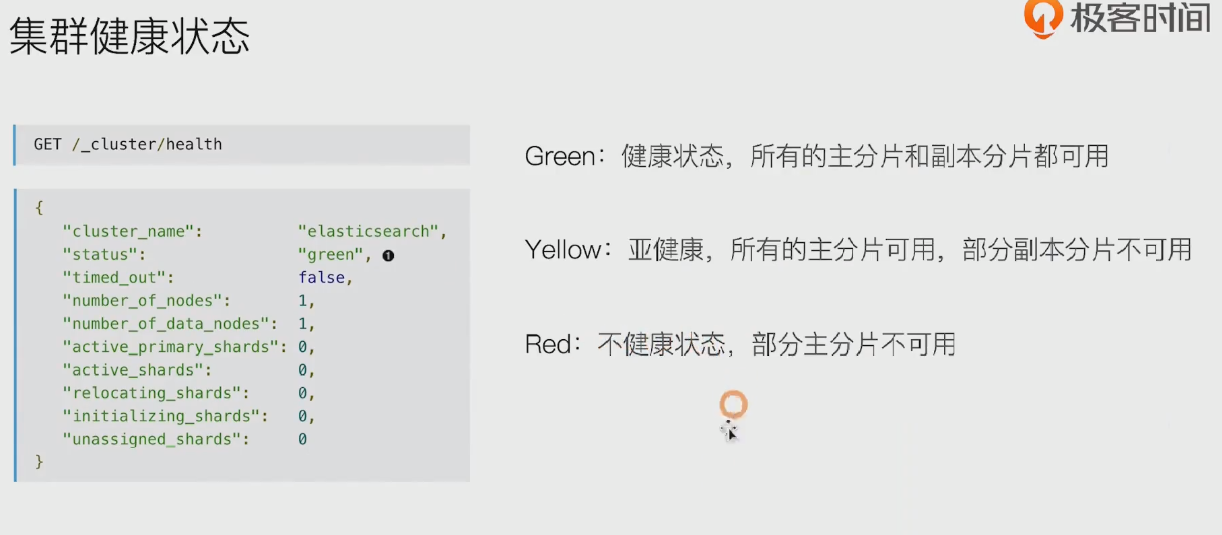 集群健康状态
极客时间
GET /_cluster/health
{
"cluster_name": "elasticsearch",
"status": "green", ❶
"timed_out": false,
"number_of_nodes": 1,
"number_of_data_nodes": 1,
"active_primary_shards": 0,
"active_shards": 0,
"relocating_shards": 0,
"initializing_shards": 0,
"unassigned_shards": 0
}
Green：健康状态，所有的主分片和副本分片都可用
Yellow：亚健康，所有的主分片可用，部分副本分片不可用
Red：不健康状态，部分主分片不可用